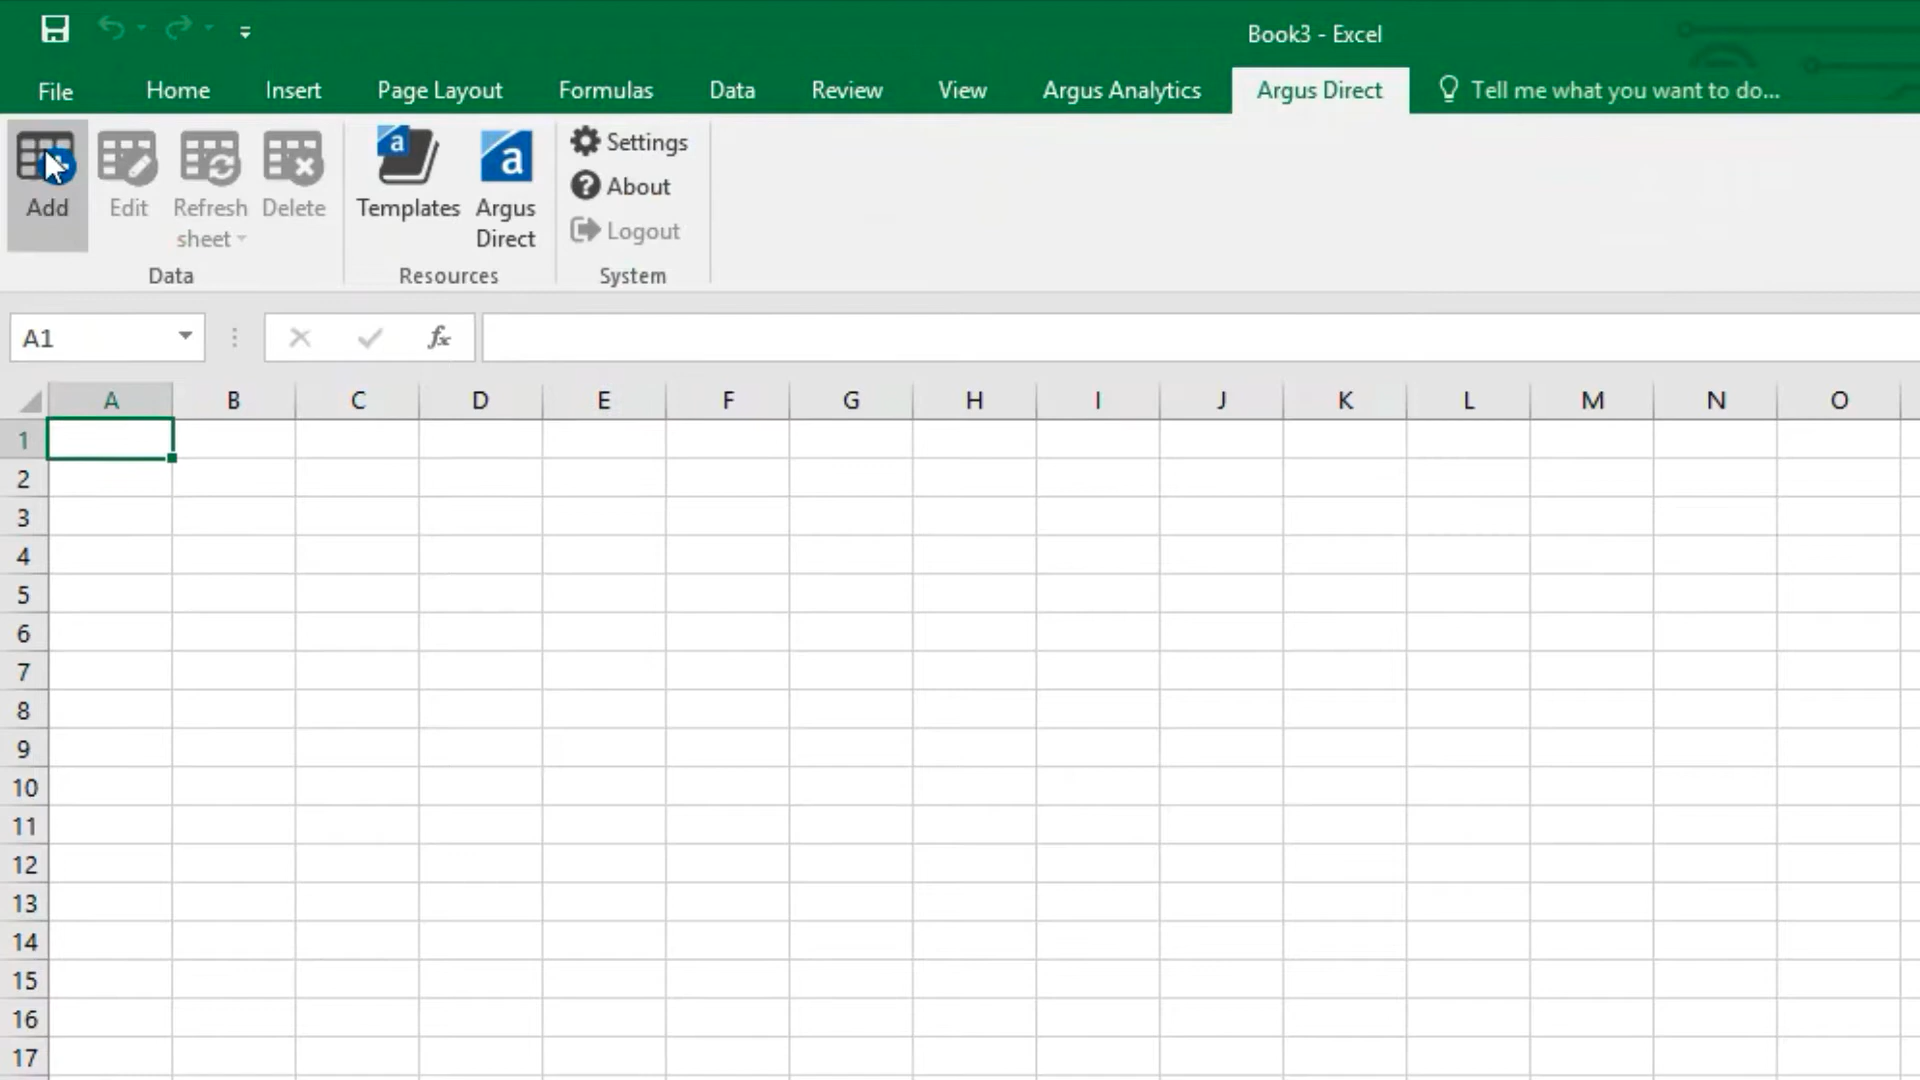 Book3 - Excel
File Home Insert Page Layout Formulas Data Review View Argus Analytics Argus Direct Tell me what you want to do...
Add Edit Refresh sheet Delete Templates Argus Direct
Settings
About
Logout
Data Resources System
A1 fx
A B C D E F G H I J K L M N O
1
2
3
4
5
6
7
8
9
10
11
12
13
14
15
16
17